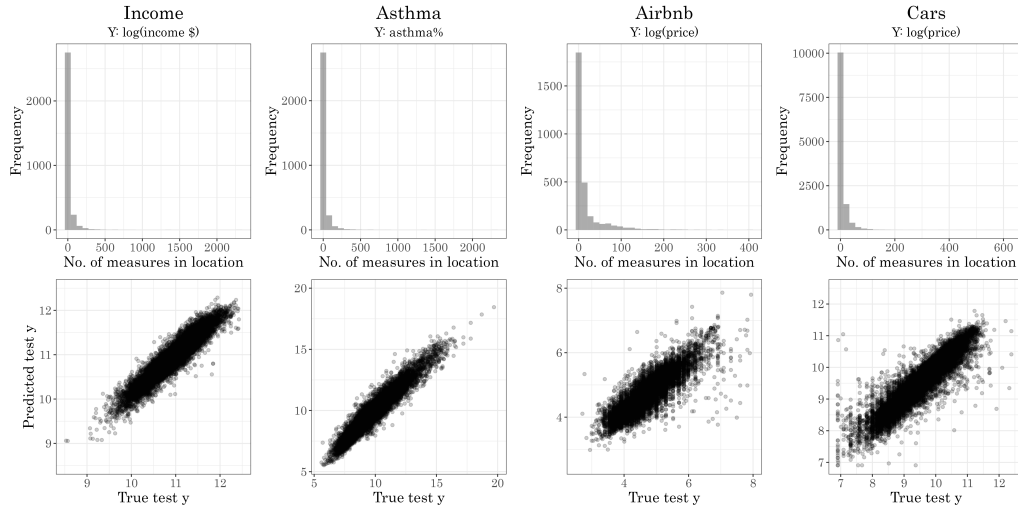 Income Asthma Airbnb Cars
Y: log(income $) Y: asthma% Y: log(price) Y: log(price)
Frequency 2000 1000 0
0 500 1000 1500 2000
No. of measures in location
Frequency 2000 1000 0
0 500 1000 1500 2000
No. of measures in location
Frequency 1500 1000 500 0
0 100 200 300 400
No. of measures in location
Frequency 10000 7500 5000 2500 0
0 200 400 600
No. of measures in location
Predicted test y 12 11 10 9
9 10 11 12
True test y
20 15 10 5
5 10 15 20
True test y
8 6 4
4 6 8
True test y
12 11 10 9 8 7
7 8 9 10 11 12
True test y